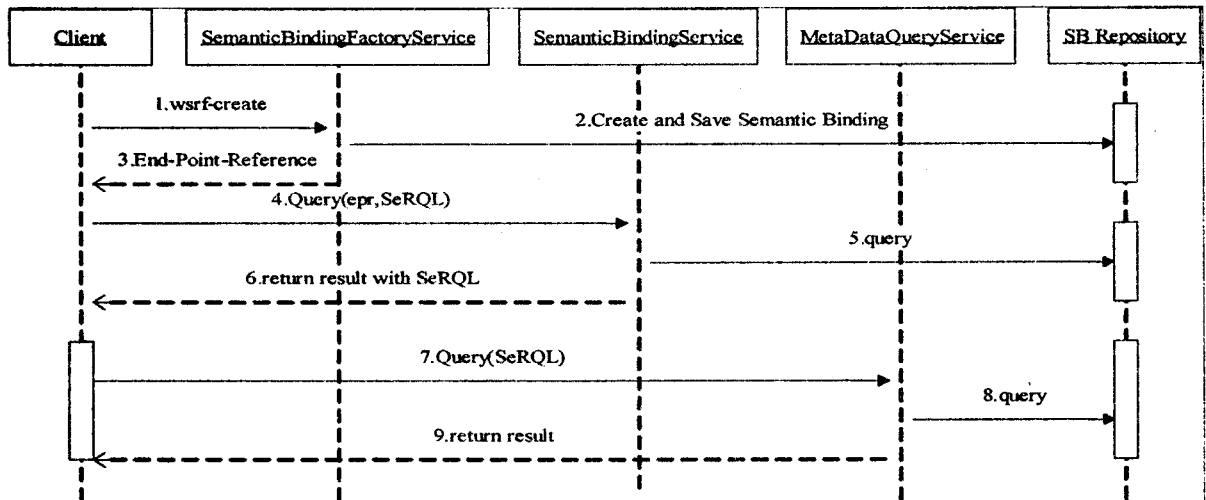 Client
SemanticBindingFactoryService
SemanticBindingService
MetaDataQueryService
SB Repository
1.wsrf-create
2.Create and Save Semantic Binding
3.End-Point-Reference
4.Query(epr,SeRQL)
5.query
6.return result with SeRQL
7.Query(SeRQL)
8.query
9.return result